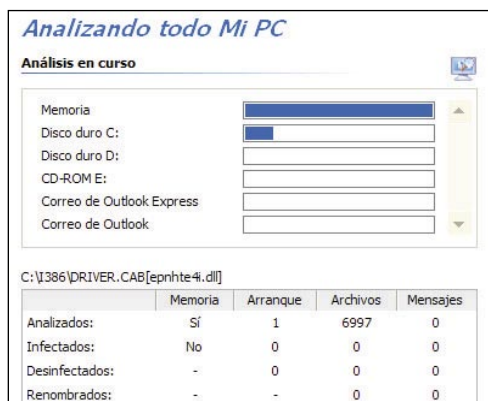 Analizando todo Mi PC
Análisis en curso
Memoria
Disco duro C:
Disco duro D:
CD-ROM E:
Correo de Outlook Express
Correo de Outlook
C:\I386\DRIVER.CAB[epnhte4i.dll]
Memoria Arranque Archivos Mensajes
Analizados: Sí 1 6997 0
Infectados: No 0 0 0
Desinfectados: - 0 0 0
Renombrados: - - 0 0